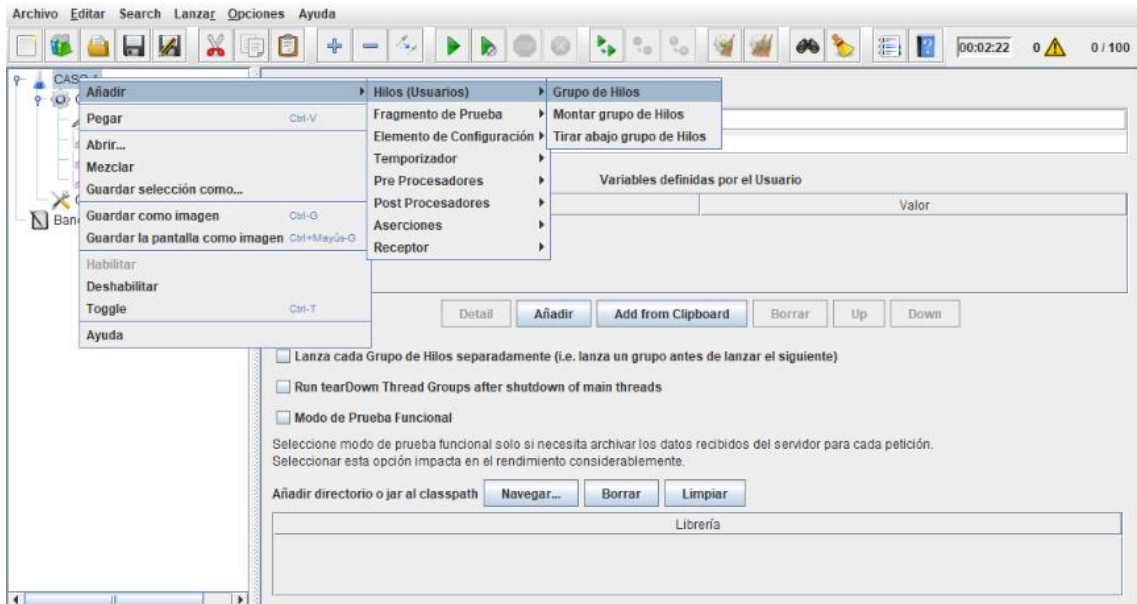 Archivo Editar Search Lanzar Opciones Ayuda
00:02:22 0 0 / 100
CASO
Añadir
Pegar Ctrl-V
Abrir...
Mezclar
Guardar selección como...
Guardar como imagen Ctrl-G
Guardar la pantalla como imagen Ctrl+Mayús-G
Habilitar
Deshabilitar
Toggle Ctrl-T
Ayuda
Hilos (Usuarios)
Fragmento de Prueba
Elemento de Configuración
Temporizador
Pre Procesadores
Post Procesadores
Aserciones
Receptor
Grupo de Hilos
Montar grupo de Hilos
Tirar abajo grupo de Hilos
Variables definidas por el Usuario
Valor
Detail Añadir Add from Clipboard Borrar Up Down
Lanza cada Grupo de Hilos separadamente (i.e. lanza un grupo antes de lanzar el siguiente)
Run tearDown Thread Groups after shutdown of main threads
Modo de Prueba Funcional
Seleccione modo de prueba funcional solo si necesita archivar los datos recibidos del servidor para cada petición.
Seleccionar esta opción impacta en el rendimiento considerablemente.
Añadir directorio o jar al classpath Navegar... Borrar Limpiar
Librería